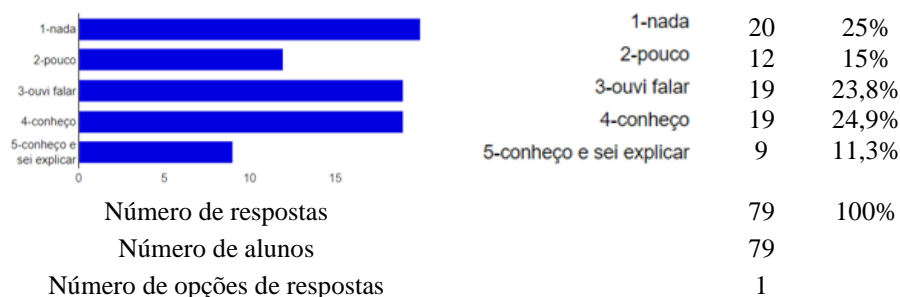 1-nada
2-pouco
3-ouvi falar
4-conheço
5-conheço e
sei explicar
0 5 10 15
1-nada 20 25%
2-pouco 12 15%
3-ouvi falar 19 23,8%
4-conheço 19 24,9%
5-conheço e sei explicar 9 11,3%
Número de respostas 79 100%
Número de alunos 79
Número de opções de respostas 1